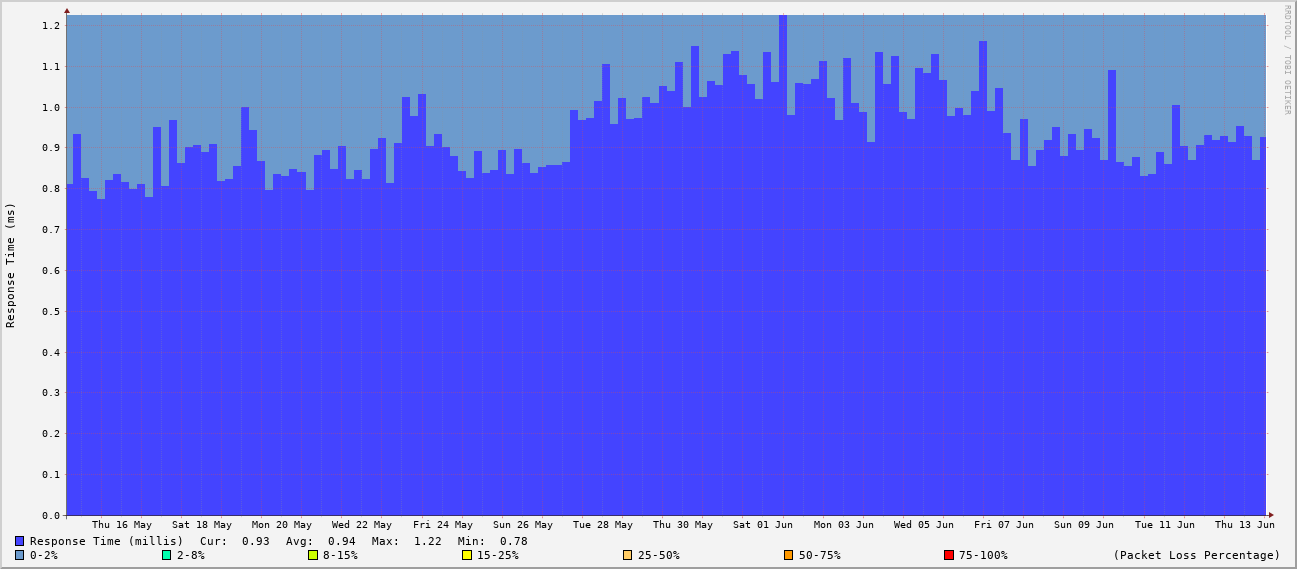 RRDTOOL / TOBI OETIKER
Response Time (ms)
1.2
1.1
1.0
0.9
0.8
0.7
0.6
0.5
0.4
0.3
0.2
0.1
0.0
Thu 16 May Sat 18 May Mon 20 May Wed 22 May Fri 24 May Sun 26 May Tue 28 May Thu 30 May Sat 01 Jun Mon 03 Jun Wed 05 Jun Fri 07 Jun Sun 09 Jun Tue 11 Jun Thu 13 Jun
Response Time (millis) Cur: 0.93 Avg: 0.94 Max: 1.22 Min: 0.78
0-2% 2-8% 8-15% 15-25% 25-50% 50-75% 75-100% (Packet Loss Percentage)